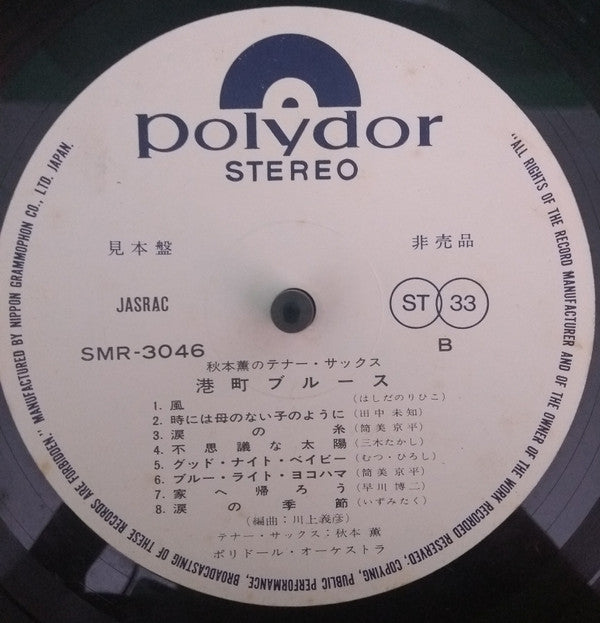 polydor
STEREO
見本盤
非売品
JASRAC
ST 33
SMR-3046
B
秋本薫のテナー・サックス
港町ブルース
1. 風 (はしだのりひこ)
2. 時には母のない子のように (田中未知)
3. 涙の糸 (筒美京平)
4. 不思議な太陽 (三木たかし)
5. グッド・ナイト・ベイビー (むつ・ひろし)
6. ブルー・ライト・ヨコハマ (筒美京平)
7. 家へ帰ろう (早川博二)
8. 涙の季節 (いずみたく)
(編曲:川上義彦)
テナー・サックス:秋本 薫
ポリドール・オーケストラ
"ALL RIGHTS OF THE RECORD MANUFACTURER AND OF THE OWNER OF THE WORK RECORDED RESERVED, COPYING, PUBLIC PERFORMANCE, BROADCASTNIG OF THESE RECORDS ARE FORBIDDEN," MANUFACTURED BY NIPPON GRAMMOPHON CO., LTD. JAPAN.